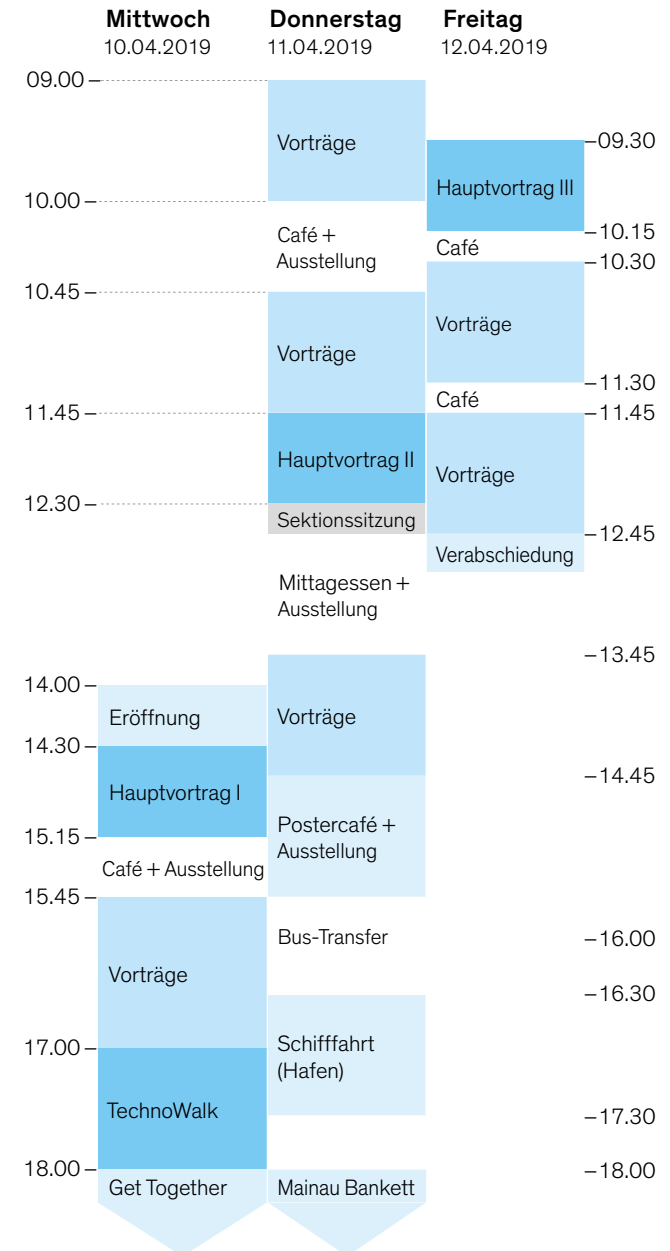 Mittwoch
10.04.2019
Donnerstag
11.04.2019
Freitag
12.04.2019
09.00
10.00
10.45
11.45
12.30
14.00
14.30
15.15
15.45
17.00
18.00
Eröffnung
Hauptvortrag I
Café + Ausstellung
Vorträge
TechnoWalk
Get Together
Vorträge
Café +
Ausstellung
Vorträge
Hauptvortrag II
Sektionssitzung
Mittagessen +
Ausstellung
Vorträge
Postercafé +
Ausstellung
Bus-Transfer
Schifffahrt
(Hafen)
Mainau Bankett
Hauptvortrag III
Café
Vorträge
Café
Vorträge
Verabschiedung
09.30
10.15
10.30
11.30
11.45
12.45
13.45
14.45
16.00
16.30
17.30
18.00